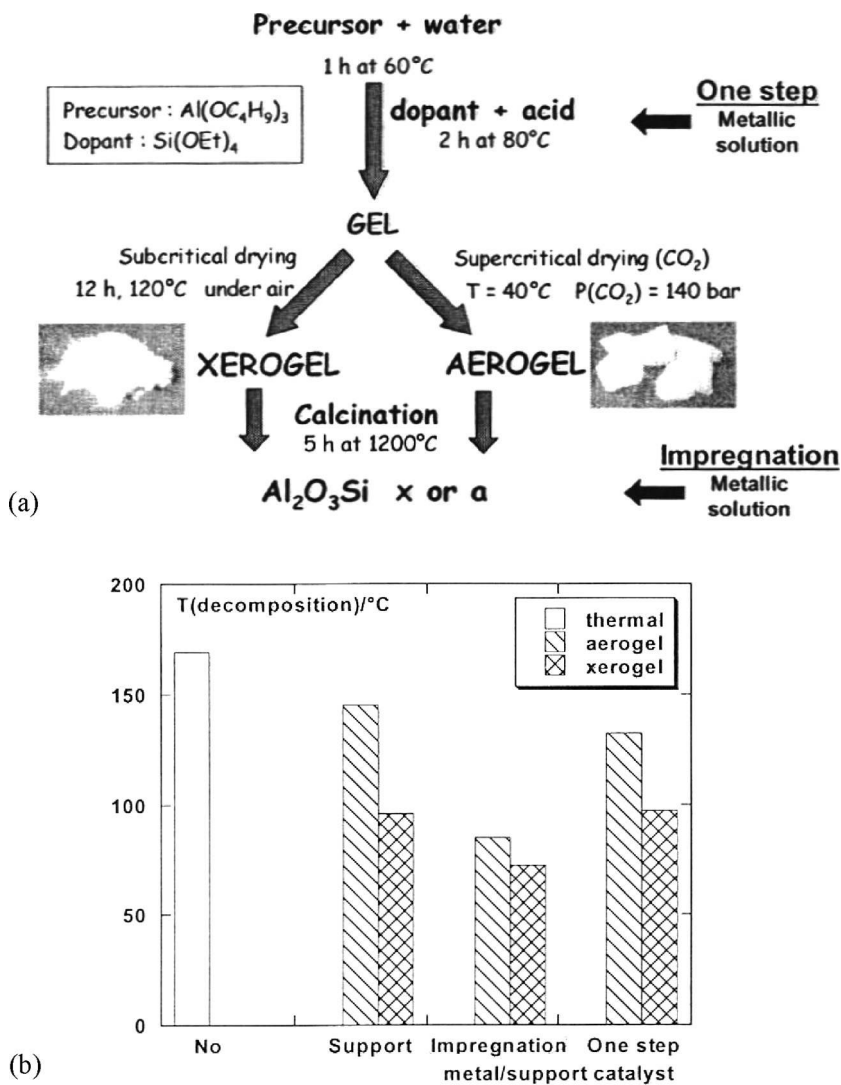 Precursor + water
1 h at 60°C
Precursor : Al(OC₄H₉)₃
Dopant : Si(OEt)₄
dopant + acid
2 h at 80°C
One step
Metallic
solution
GEL
Subcritical drying
12 h, 120°C under air
Supercritical drying (CO₂)
T = 40°C P(CO₂) = 140 bar
XEROGEL
AEROGEL
Calcination
5 h at 1200°C
Al₂O₃Si x or a
Impregnation
Metallic
solution
(a)
200
T(decomposition)/°C
thermal
aerogel
xerogel
150
100
50
0
No
Support
Impregnation
One step
metal/support catalyst
(b)